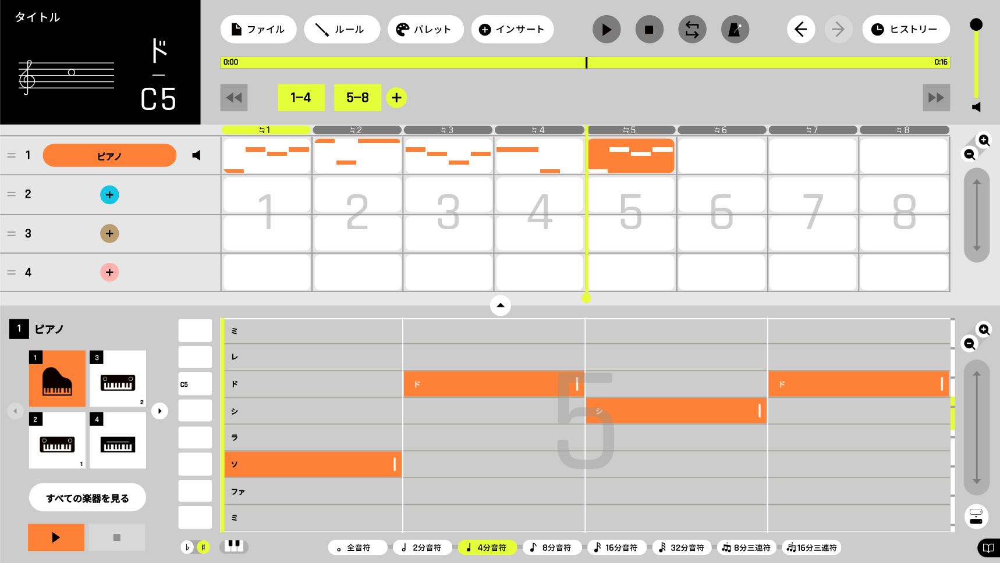 タイトル
ド
C5
ファイル
ルール
パレット
インサート
ヒストリー
0:00
0:16
1–4
5–8
1
2
3
4
5
6
7
8
1
ピアノ
2
3
4
1
2
3
4
5
6
7
8
1
ピアノ
1
3
2
2
4
1
すべての楽器を見る
C5
ミ
レ
ド
ド
ド
シ
シ
ラ
ソ
ファ
ミ
5
♭
♯
全音符
2分音符
4分音符
8分音符
16分音符
32分音符
8分三連符
16分三連符